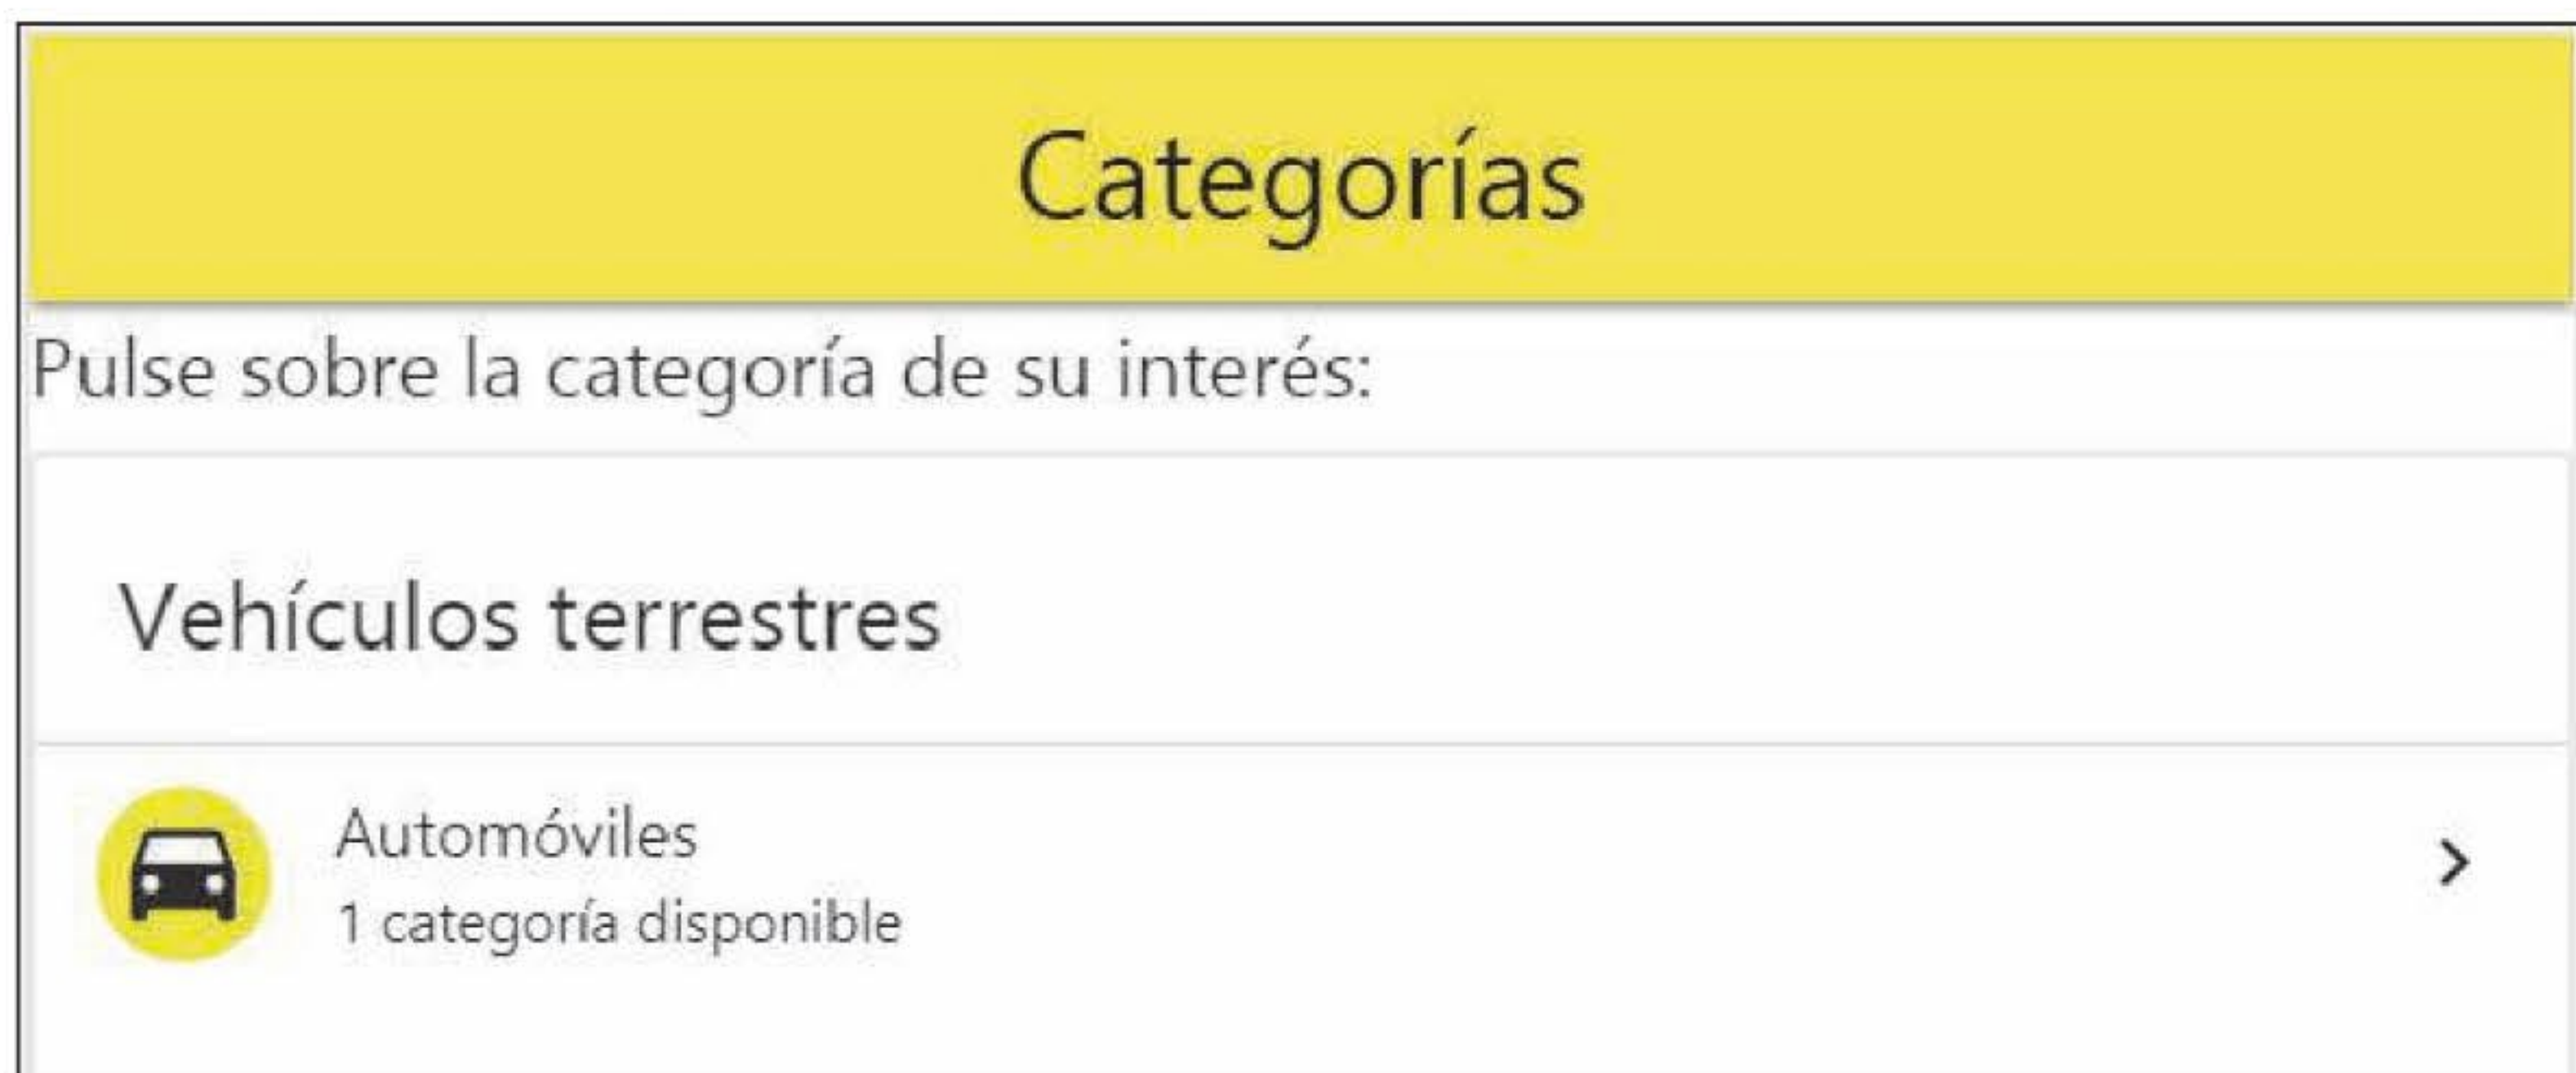 Categorías
Pulse sobre la categoría de su interés:
Vehículos terrestres
Automóviles
1 categoría disponible